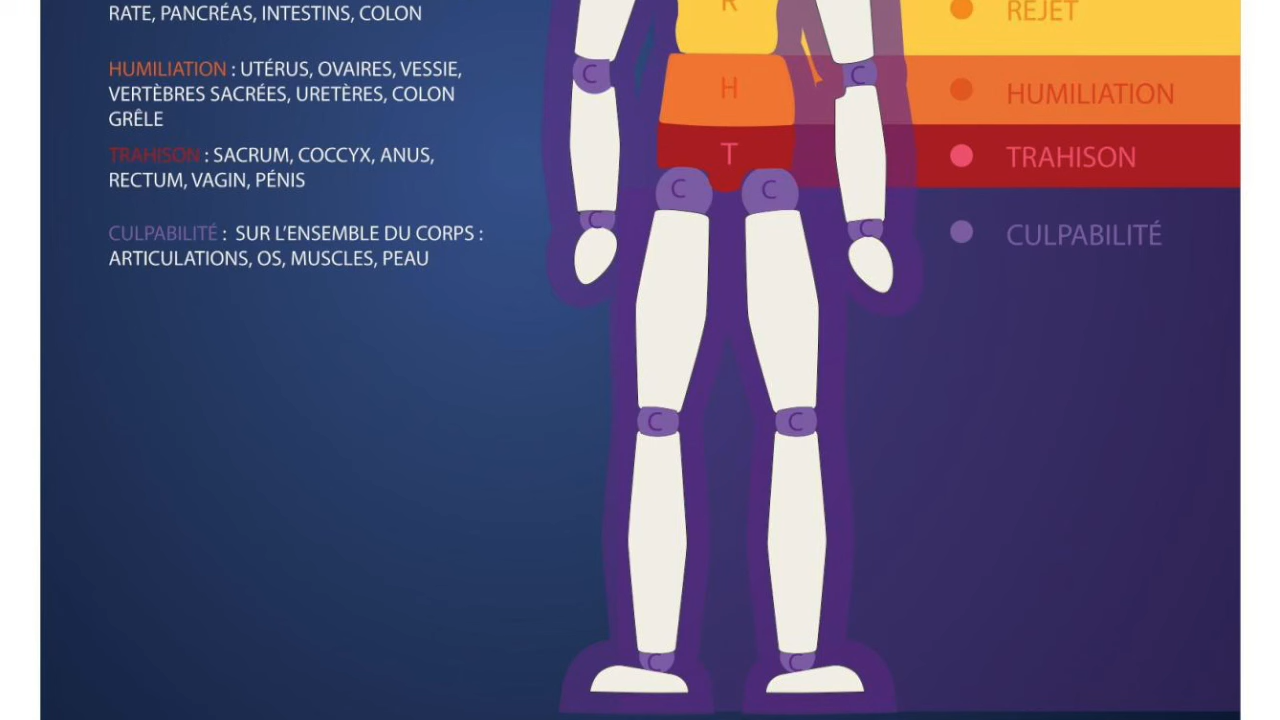 RATE, PANCRÉAS, INTESTINS, COLON
HUMILIATION : UTÉRUS, OVAIRES, VESSIE,
VERTÈBRES SACRÉES, URETÈRES, COLON
GRÊLE
TRAHISON : SACRUM, COCCYX, ANUS,
RECTUM, VAGIN, PÉNIS
CULPABILITÉ : SUR L'ENSEMBLE DU CORPS :
ARTICULATIONS, OS, MUSCLES, PEAU
R
C
C
H
T
C
C
C
C
C
C
C
C
REJET
HUMILIATION
TRAHISON
CULPABILITÉ